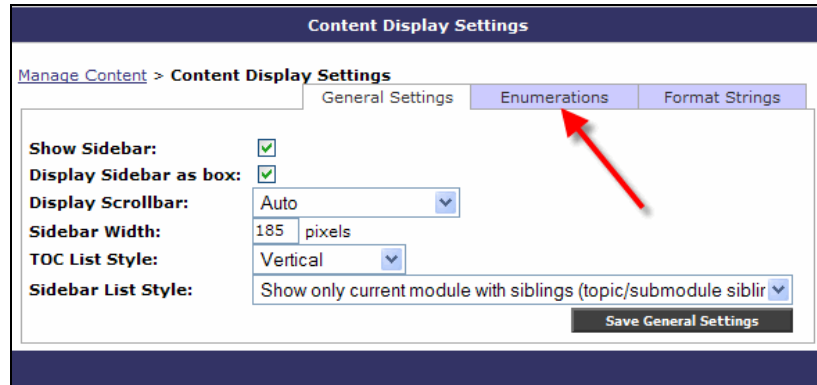 Content Display Settings
Manage Content > Content Display Settings
General Settings Enumerations Format Strings
Show Sidebar:
Display Sidebar as box:
Display Scrollbar: Auto
Sidebar Width: 185 pixels
TOC List Style: Vertical
Sidebar List Style: Show only current module with siblings (topic/submodule siblir
Save General Settings